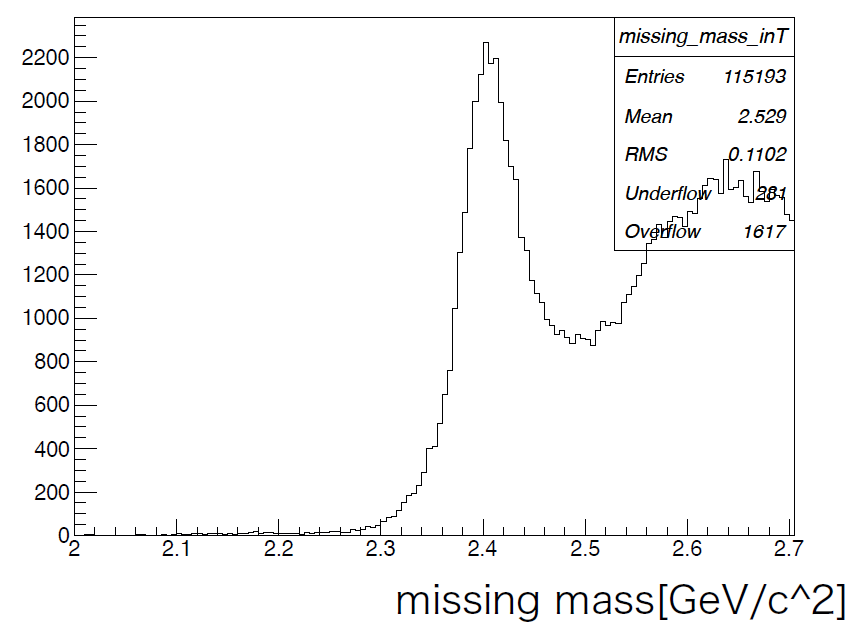 missing_mass_inT
Entries 115193
Mean 2.529
RMS 0.1102
Underflow 281
Overflow 1617
2200
2000
1800
1600
1400
1200
1000
800
600
400
200
0
2 2.1 2.2 2.3 2.4 2.5 2.6 2.7
missing mass[GeV/c^2]